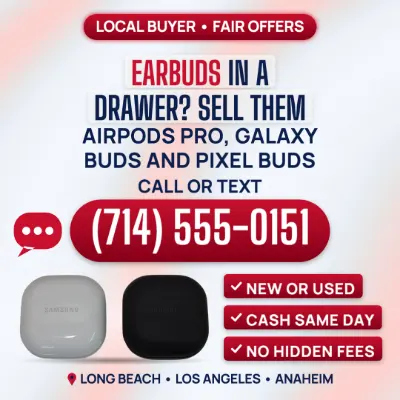 LOCAL BUYER • FAIR OFFERS
EARBUDS IN A
DRAWER? SELL THEM
AIRPODS PRO, GALAXY
BUDS AND PIXEL BUDS
CALL OR TEXT
(714) 555-0151
SAMSUNG
NEW OR USED
CASH SAME DAY
NO HIDDEN FEES
LONG BEACH • LOS ANGELES • ANAHEIM